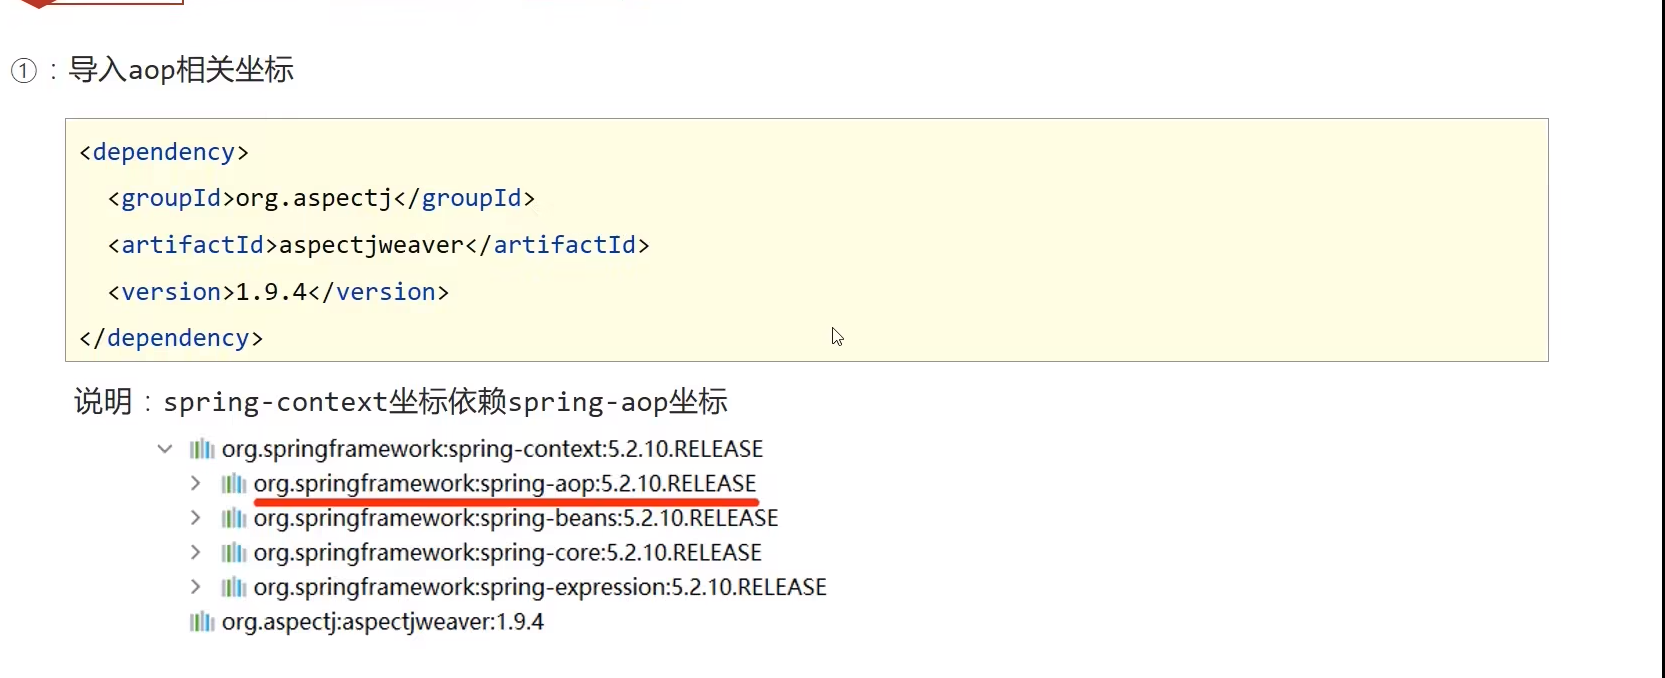 ①：导入aop相关坐标
<dependency>
<groupId>org.aspectj</groupId>
<artifactId>aspectjweaver</artifactId>
<version>1.9.4</version>
</dependency>
说明：spring-context坐标依赖spring-aop坐标
org.springframework:spring-context:5.2.10.RELEASE
org.springframework:spring-aop:5.2.10.RELEASE
org.springframework:spring-beans:5.2.10.RELEASE
org.springframework:spring-core:5.2.10.RELEASE
org.springframework:spring-expression:5.2.10.RELEASE
org.aspectj:aspectjweaver:1.9.4